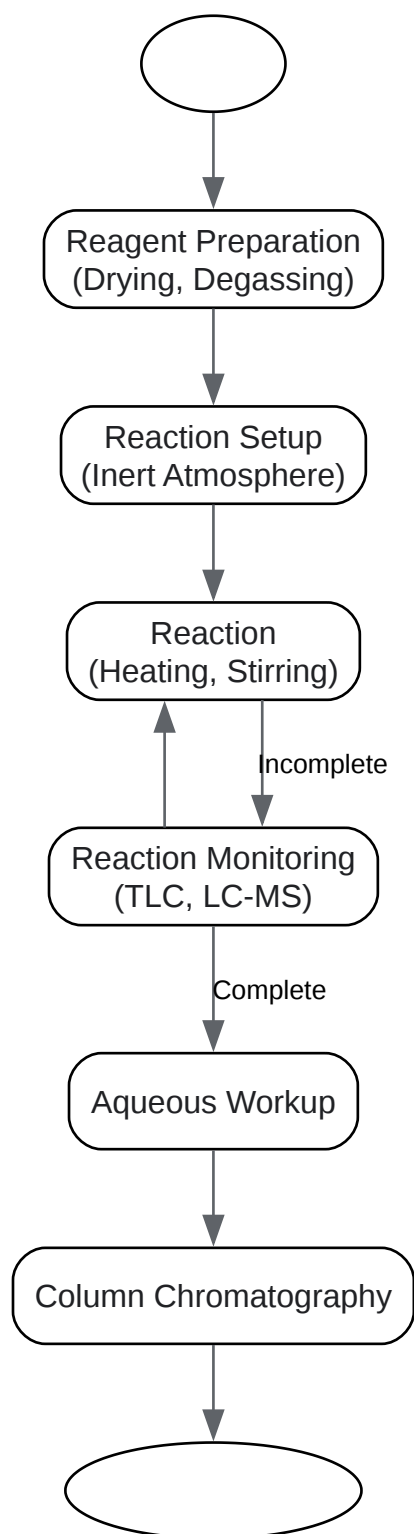 Reagent Preparation
(Drying, Degassing)
Reaction Setup
(Inert Atmosphere)
Reaction
(Heating, Stirring)
Incomplete
Reaction Monitoring
(TLC, LC-MS)
Complete
Aqueous Workup
Column Chromatography